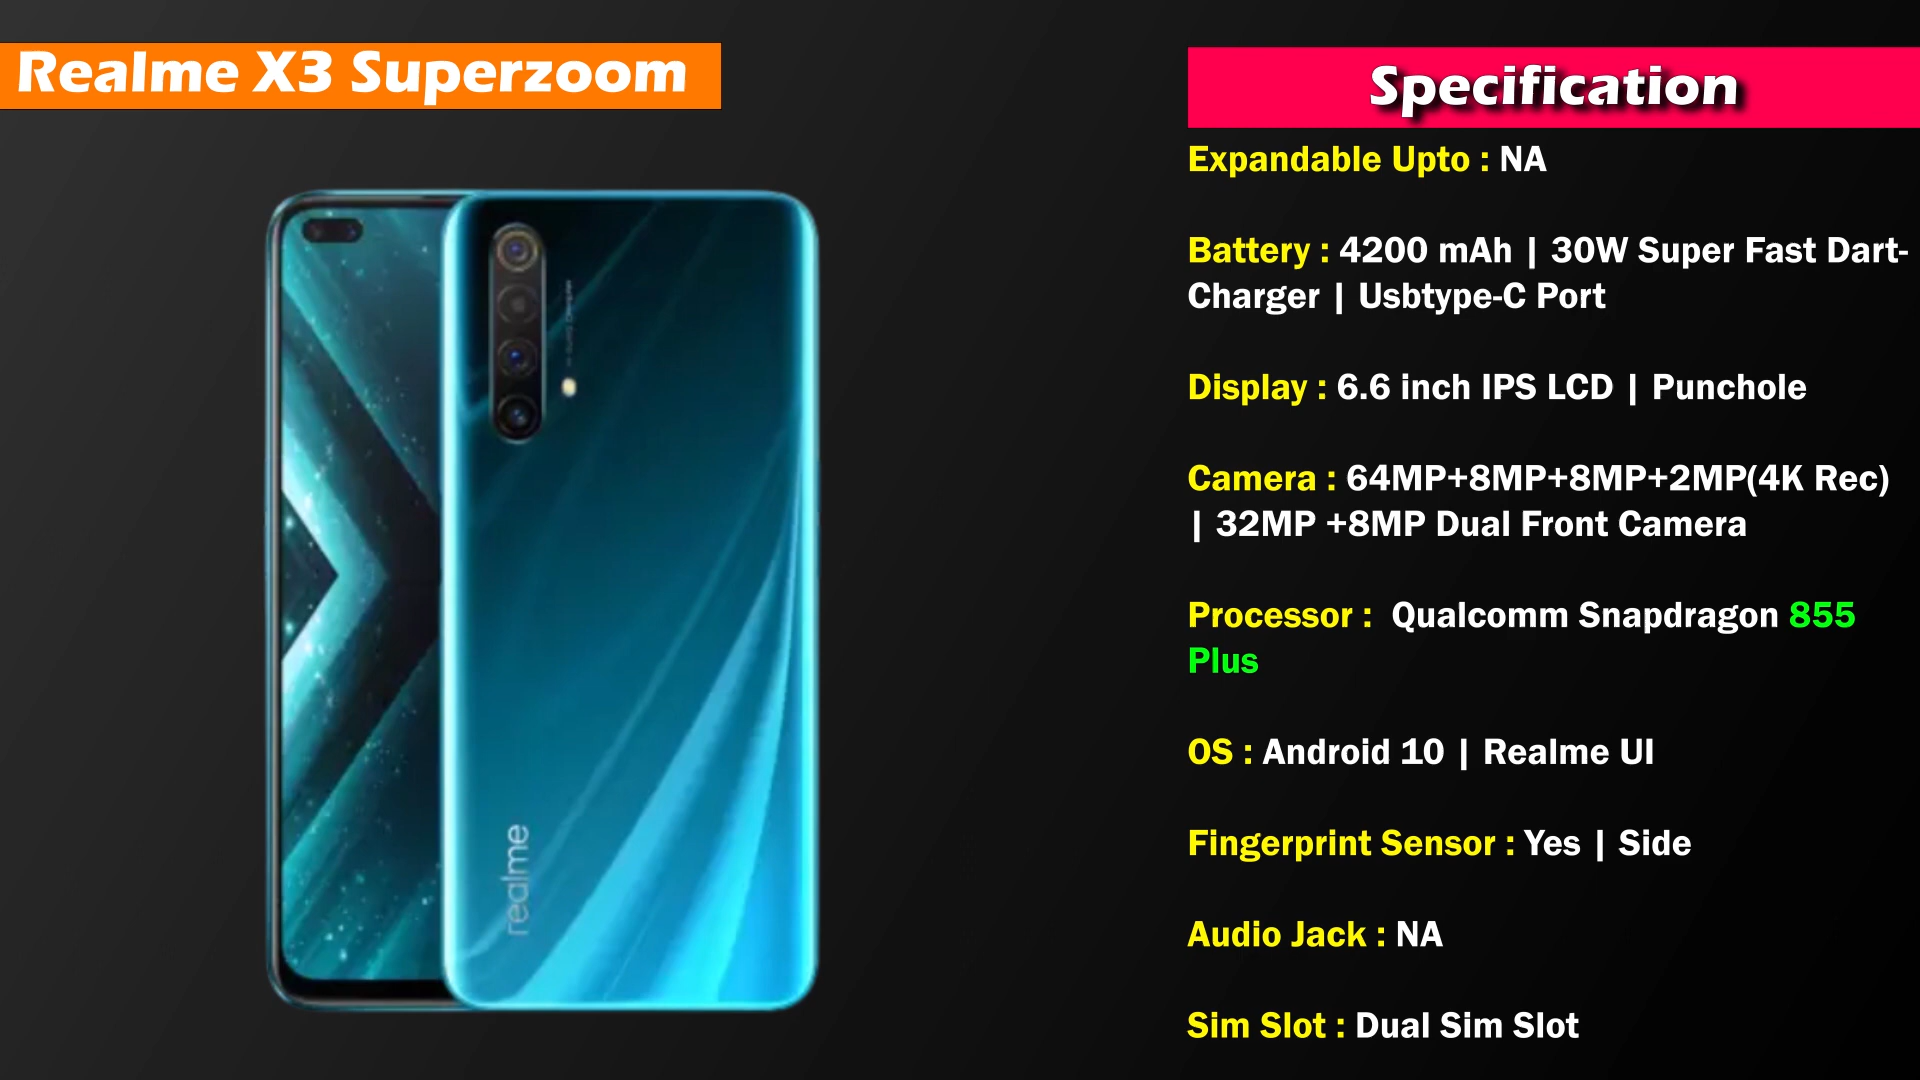 Realme X3 Superzoom
Specification
Expandable Upto : NA
Battery : 4200 mAh | 30W Super Fast Dart-
Charger | Usbtype-C Port
Display : 6.6 inch IPS LCD | Punchole
Camera : 64MP+8MP+8MP+2MP(4K Rec)
| 32MP +8MP Dual Front Camera
Processor : Qualcomm Snapdragon 855
Plus
OS : Android 10 | Realme UI
Fingerprint Sensor : Yes | Side
Audio Jack : NA
Sim Slot : Dual Sim Slot
realme